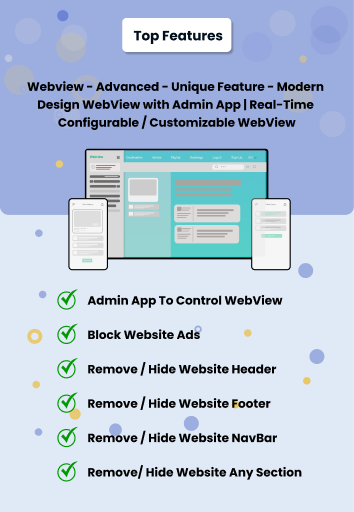 Top Features
Webview - Advanced - Unique Feature - Modern
Design WebView with Admin App | Real-Time
Configurable / Customizable WebView
Admin App To Control WebView
Block Website Ads
Remove / Hide Website Header
Remove / Hide Website Footer
Remove / Hide Website NavBar
Remove/ Hide Website Any Section